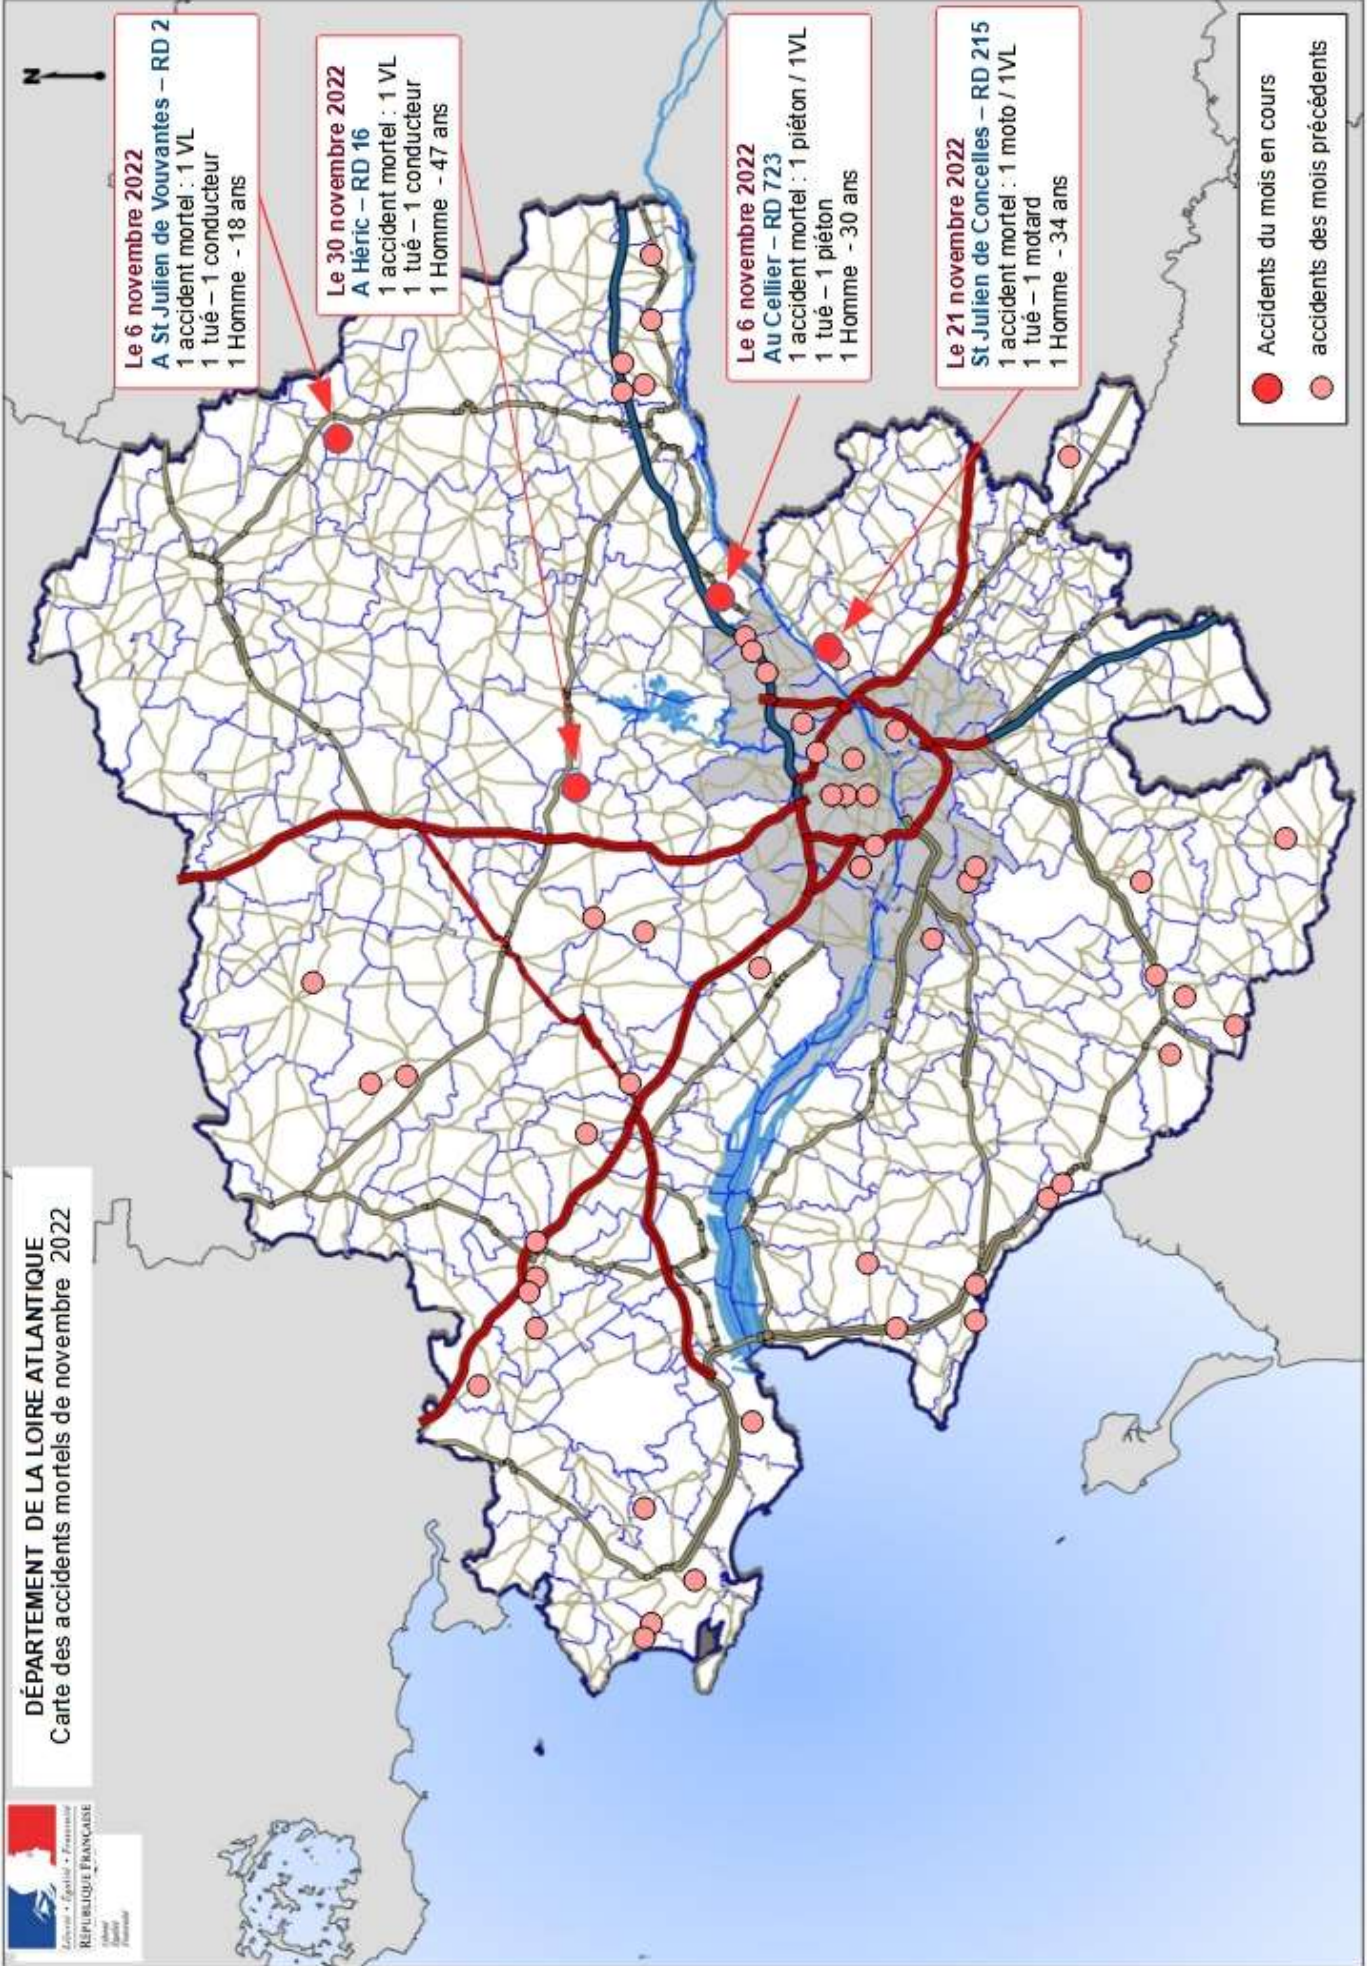 Liberté • Égalité • Fraternité
RÉPUBLIQUE FRANÇAISE
Liberté
Égalité
Fraternité
DÉPARTEMENT DE LA LOIRE ATLANTIQUE
Carte des accidents mortels de novembre 2022
N
Le 6 novembre 2022
A St Julien de Vouvantes – RD 2
1 accident mortel : 1 VL
1 tué – 1 conducteur
1 Homme - 18 ans
Le 30 novembre 2022
A Héric – RD 16
1 accident mortel : 1 VL
1 tué – 1 conducteur
1 Homme - 47 ans
Le 6 novembre 2022
Au Cellier – RD 723
1 accident mortel : 1 piéton / 1VL
1 tué – 1 piéton
1 Homme - 30 ans
Le 21 novembre 2022
St Julien de Concelles – RD 215
1 accident mortel : 1 moto / 1VL
1 tué – 1 motard
1 Homme - 34 ans
Accidents du mois en cours
accidents des mois précédents